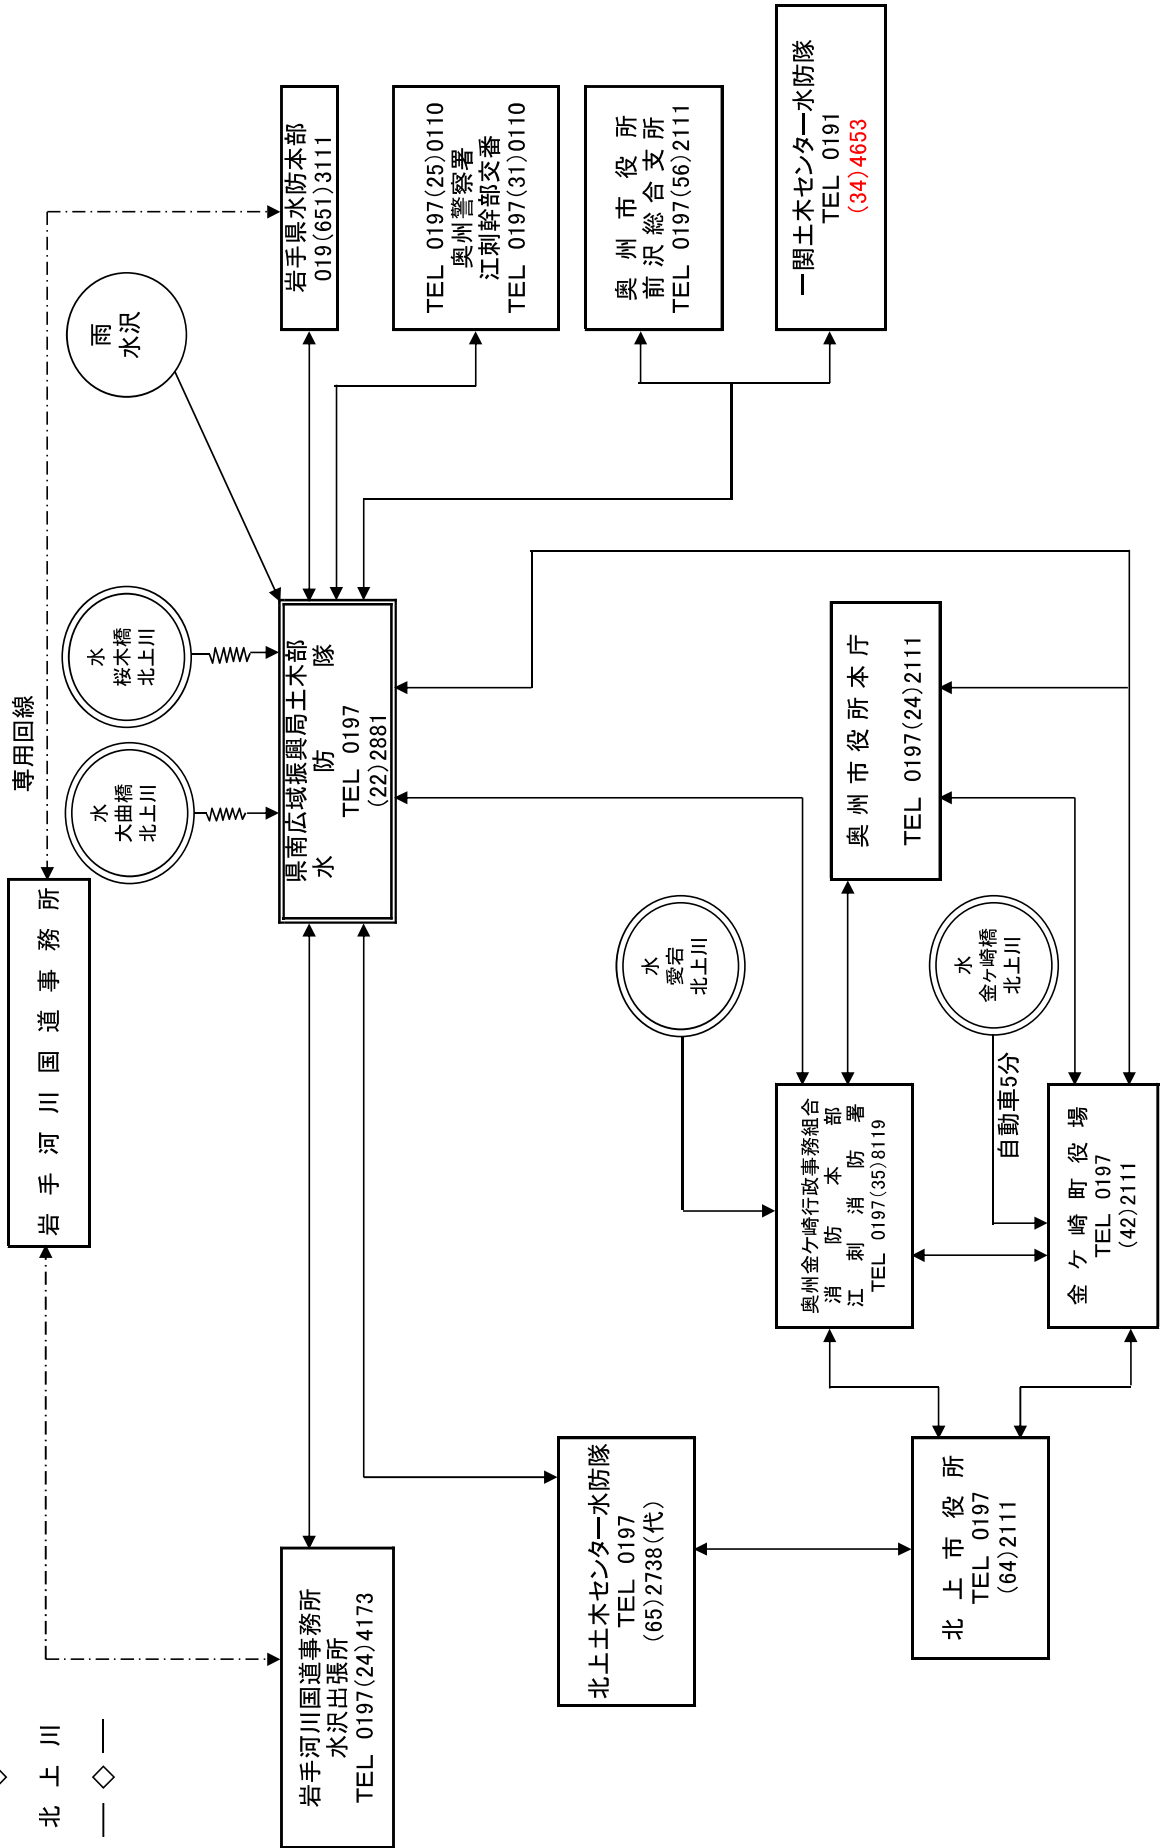 ◇
北上川
― ◇ ―
専用回線
岩手河川国道事務所
水
大曲橋
北上川
水
桜木橋
北上川
雨
水沢
岩手河川国道事務所
水沢出張所
TEL 0197(24)4173
県南広域振興局土木部
水防隊
TEL 0197
(22)2881
岩手県水防本部
019(651)3111
TEL 0197(25)0110
奥州警察署
江刺幹部交番
TEL 0197(31)0110
奥州市役所
前沢総合支所
TEL 0197(56)2111
一関土木センター水防隊
TEL 0191
(34)4653
北上土木センター水防隊
TEL 0197
(65)2738(代)
水
愛宕
北上川
奥州金ケ崎行政事務組合
消防本部
江刺消防署
TEL 0197(35)8119
奥州市役所本庁
TEL 0197(24)2111
水
金ヶ崎橋
北上川
自動車5分
北上市役所
TEL 0197
(64)2111
金ケ崎町役場
TEL 0197
(42)2111